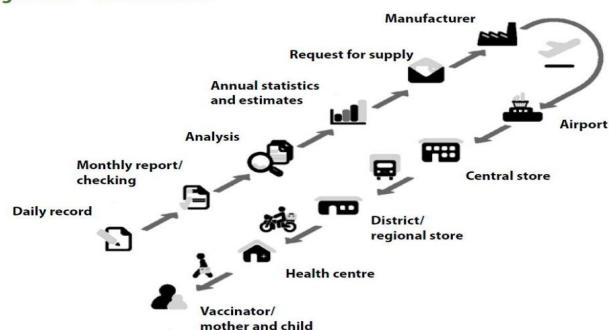 Manufacturer
Request for supply
Annual statistics
and estimates
Airport
Analysis
Central store
Monthly report/
checking
Daily record
District/
regional store
Health centre
Vaccinator/
mother and child